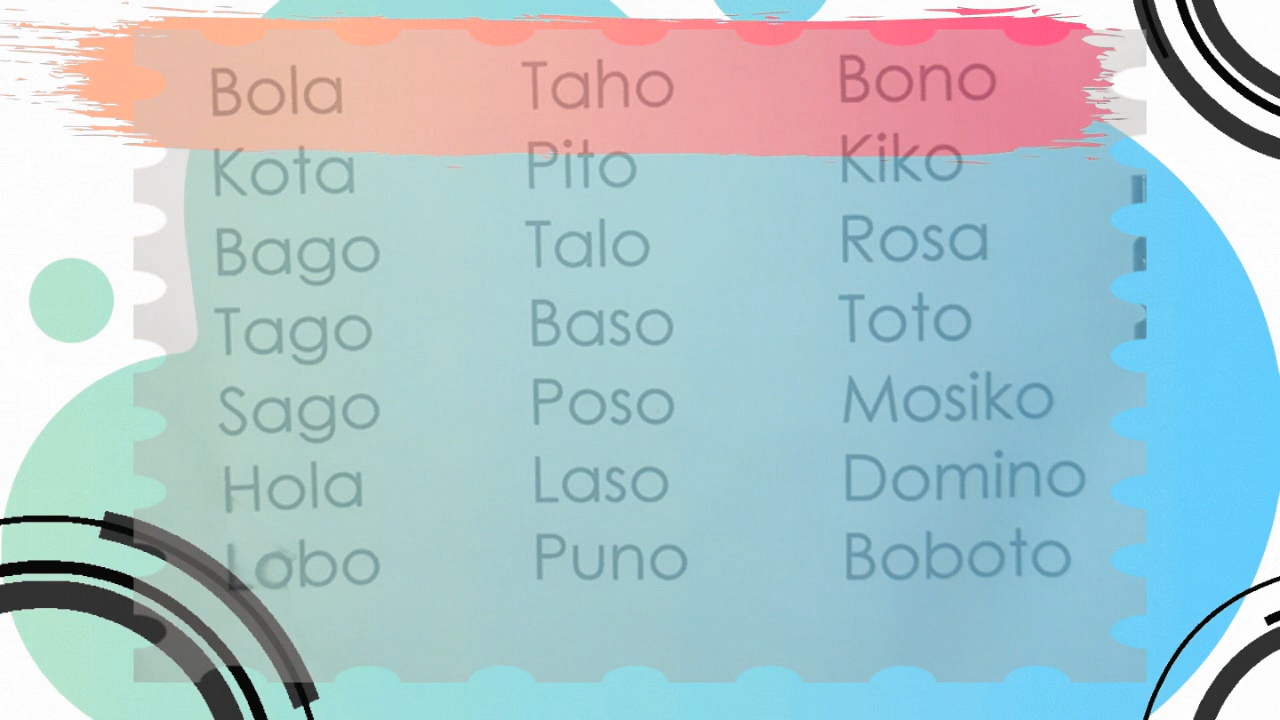 Bola Taho Bono
Kota Pito Kiko
Bago Talo Rosa
Tago Baso Toto
Sago Poso Mosiko
Hola Laso Domino
Lobo Puno Boboto